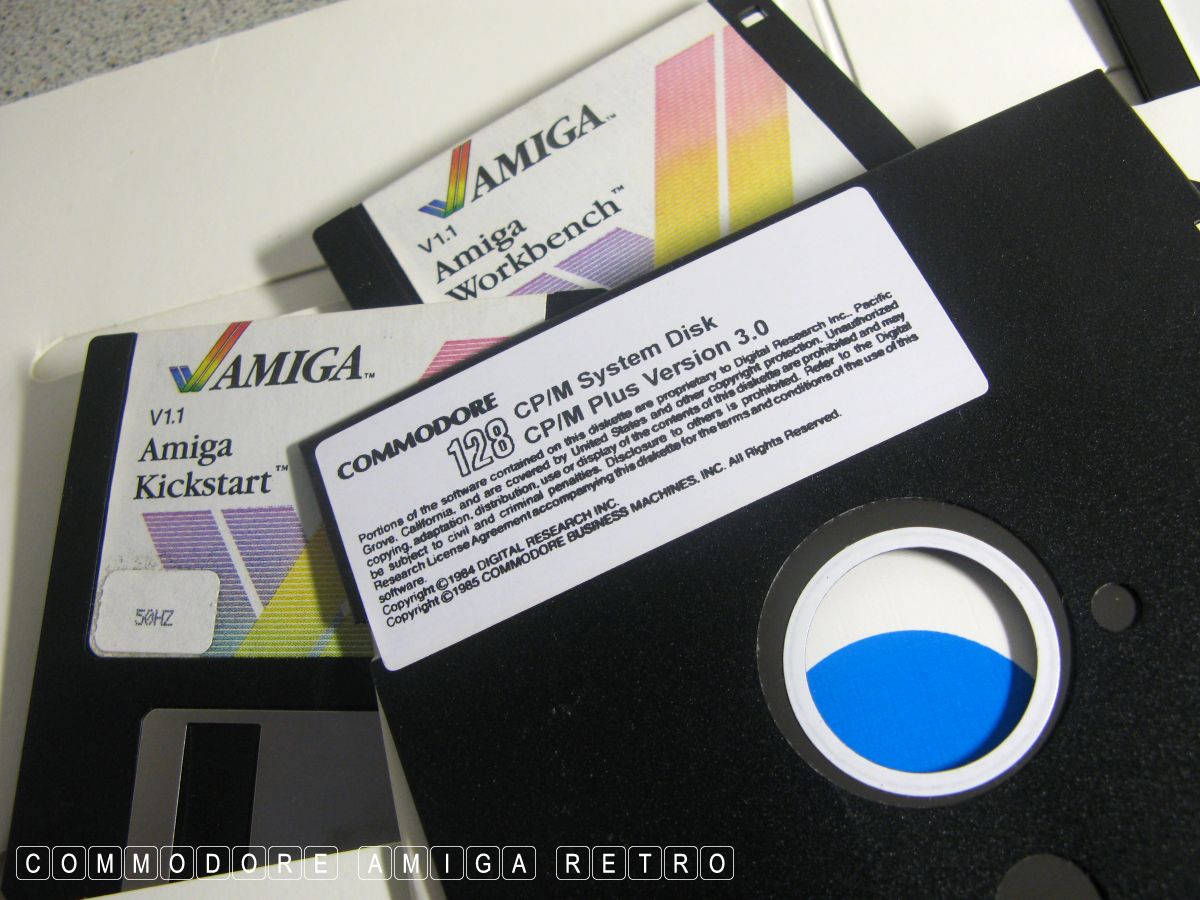 AMIGA™
V1.1
Amiga
Workbench™
AMIGA™
V1.1
Amiga
Kickstart™
50HZ
COMMODORE
128 CP/M System Disk
CP/M Plus Version 3.0
Portions of the software contained on this diskette are proprietary to Digital Research Inc., Pacific
Grove, California, and are covered by United States and other copyright protection. Unauthorized
copying, adaptation, distribution, use or display of the contents of this diskette are prohibited and may
be subject to civil and criminal penalties. Disclosure to others is prohibited. Refer to the Digital
Research License Agreement accompanying this diskette for the terms and conditions of the use of this
software.
Copyright ©1984 DIGITAL RESEARCH INC.
Copyright ©1985 COMMODORE BUSINESS MACHINES, INC. All Rights Reserved.
COMMODORE AMIGA RETRO